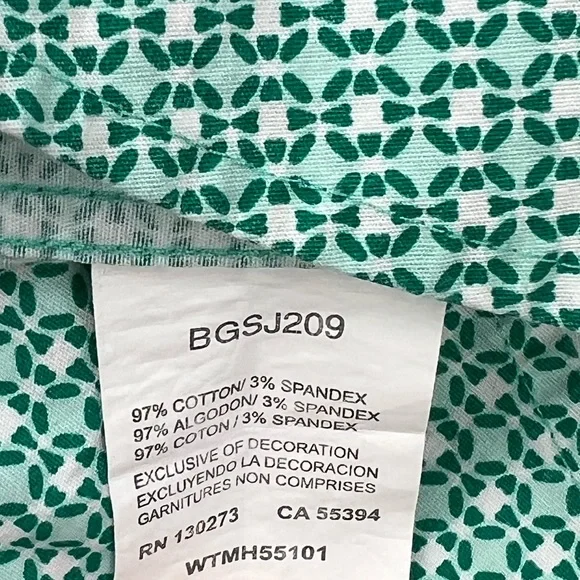 BGSJ209
97% COTTON/ 3% SPANDEX
97% ALGODON/ 3% SPANDEX
97% COTON/ 3% SPANDEX
EXCLUSIVE OF DECORATION
EXCLUYENDO LA DECORACION
GARNITURES NON COMPRISES
RN 130273 CA 55394
WTMH55101